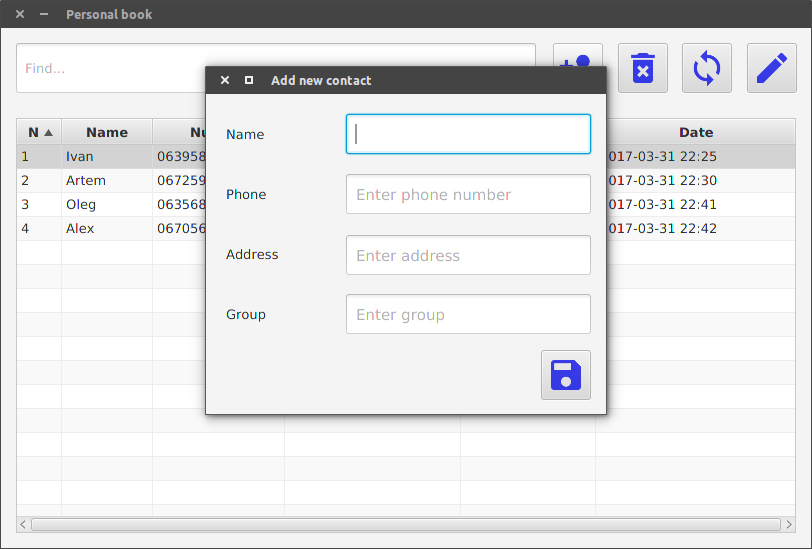 Personal book
Find...
Add new contact
N Name Nu Date
1 Ivan 063958 017-03-31 22:25
2 Artem 067259 017-03-31 22:30
3 Oleg 063568 017-03-31 22:41
4 Alex 067056 017-03-31 22:42
Name
Phone Enter phone number
Address Enter address
Group Enter group